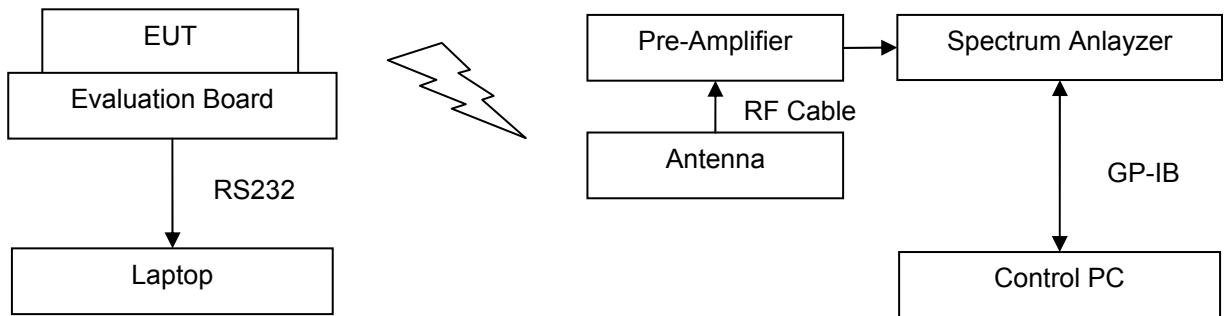 EUT
Evaluation Board
RS232
Laptop
Pre-Amplifier
Spectrum Anlayzer
RF Cable
Antenna
GP-IB
Control PC